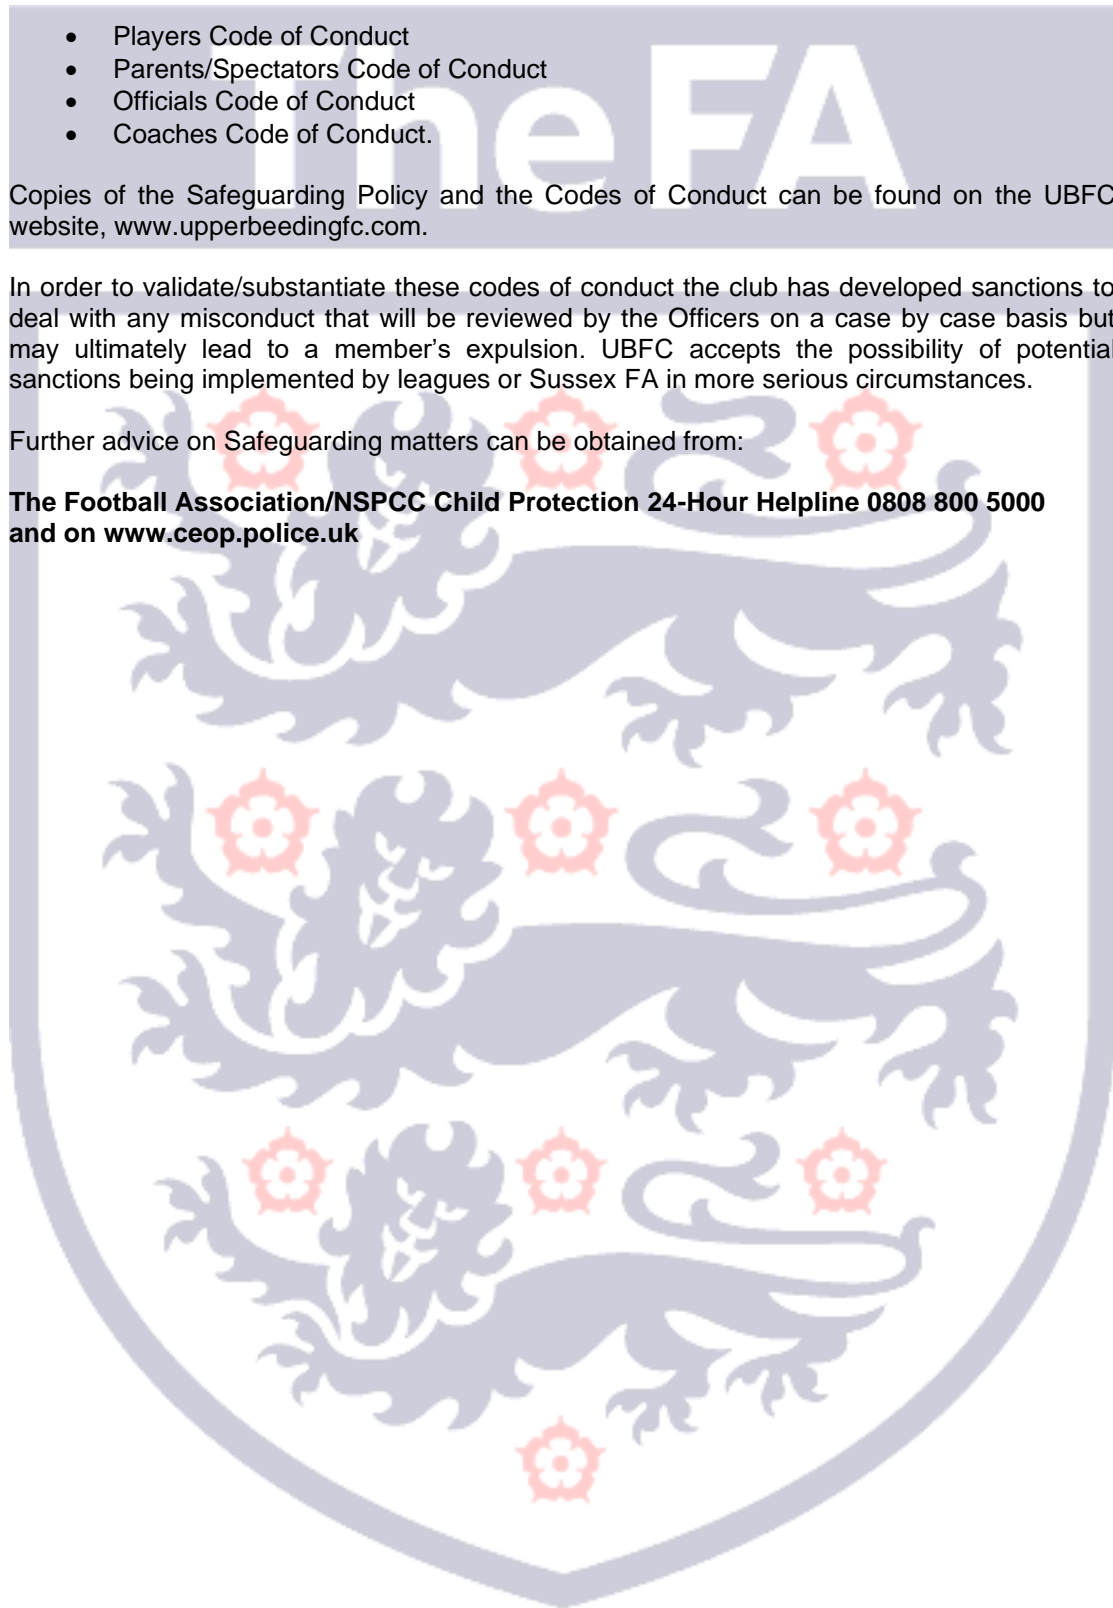 The FA
• Players Code of Conduct
• Parents/Spectators Code of Conduct
• Officials Code of Conduct
• Coaches Code of Conduct.
Copies of the Safeguarding Policy and the Codes of Conduct can be found on the UBFC
website, www.upperbeedingfc.com.
In order to validate/substantiate these codes of conduct the club has developed sanctions to
deal with any misconduct that will be reviewed by the Officers on a case by case basis but
may ultimately lead to a member’s expulsion. UBFC accepts the possibility of potential
sanctions being implemented by leagues or Sussex FA in more serious circumstances.
Further advice on Safeguarding matters can be obtained from:
The Football Association/NSPCC Child Protection 24-Hour Helpline 0808 800 5000
and on www.ceop.police.uk